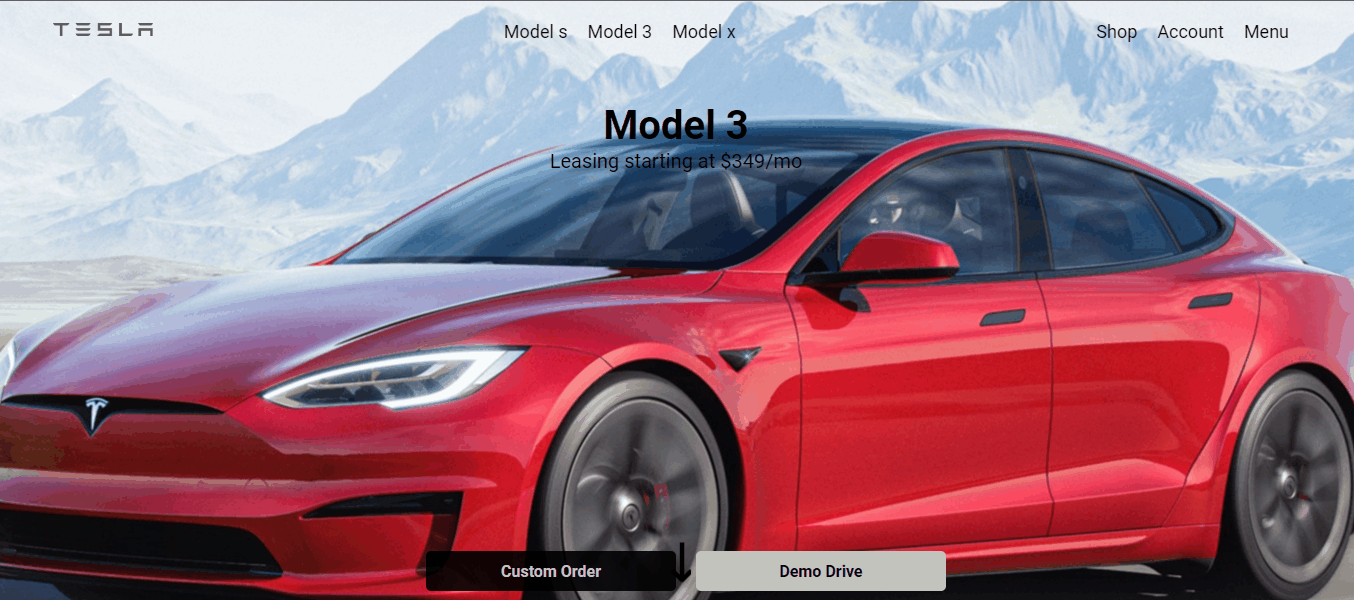 TESLA
Model s Model 3 Model x
Shop Account Menu
Model 3
Leasing starting at $349/mo
Custom Order
Demo Drive